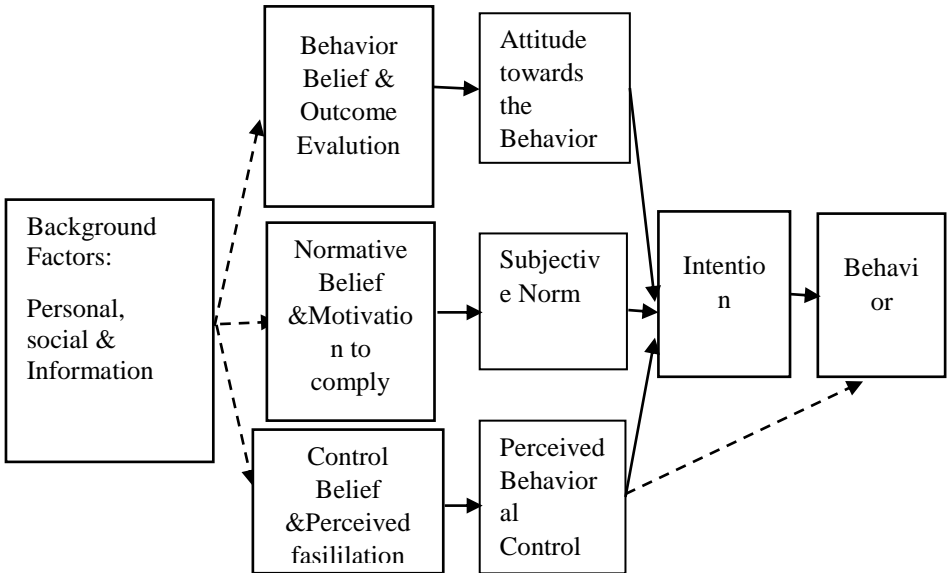 Behavior
Belief &
Outcome
Evalution
Attitude
towards
the
Behavior
Background
Factors:
Personal,
social &
Information
Normative
Belief
&Motivatio
n to
comply
Subjectiv
e Norm
Intentio
n
Behavi
or
Control
Belief
&Perceived
fasililation
Perceived
Behavior
al
Control